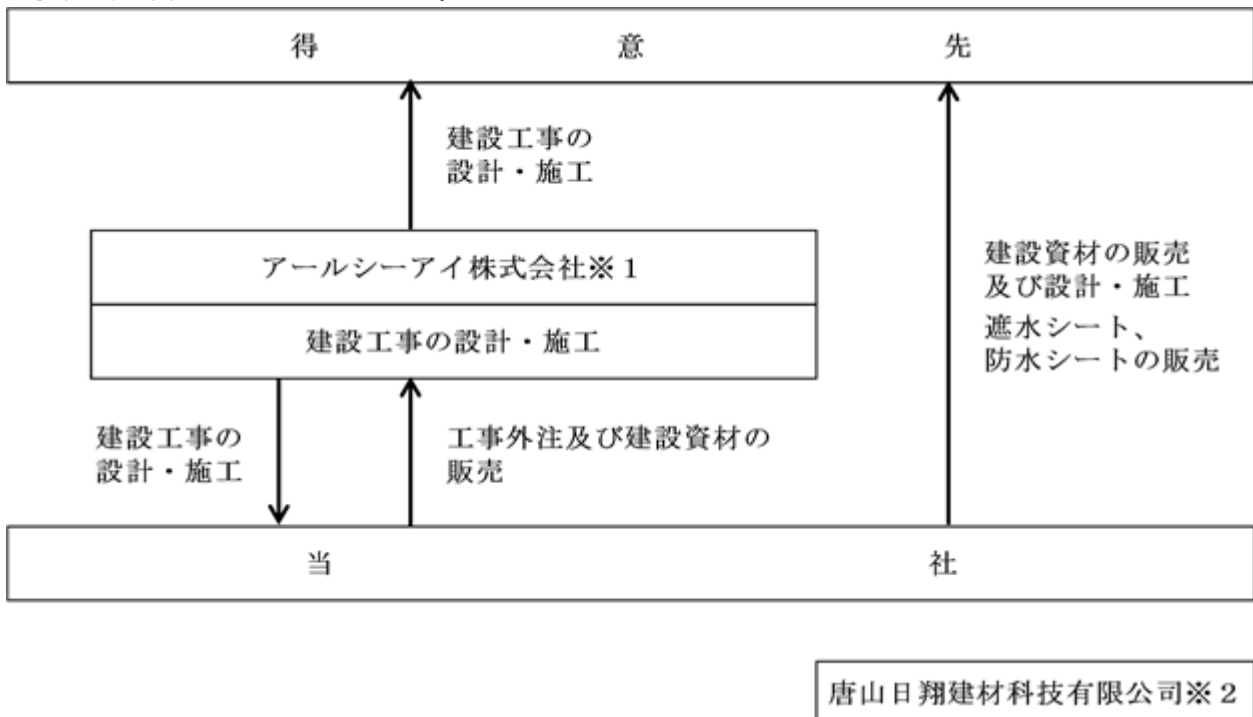 得意先
建設工事の
設計・施工
アールシーアイ株式会社※1
建設工事の設計・施工
建設資材の販売
及び設計・施工
遮水シート、
防水シートの販売
建設工事の
設計・施工
工事外注及び建設資材の
販売
当社
唐山日翔建材科技有限公司※2